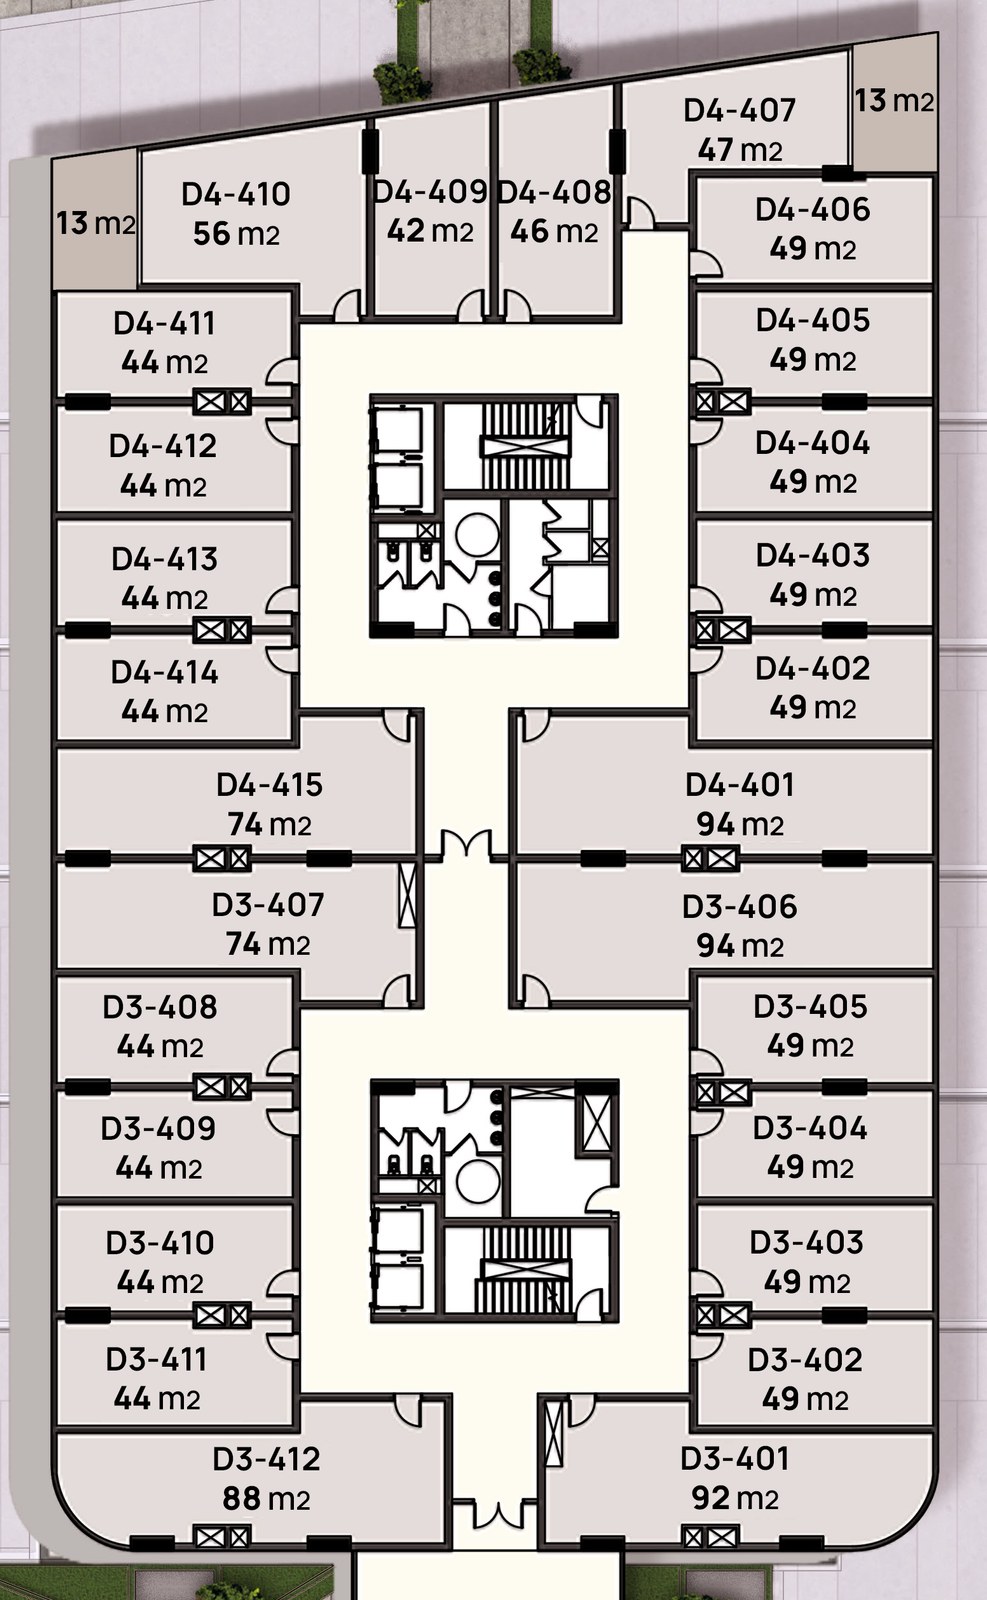 D4-407
47 m2
13 m2
D4-410
56 m2
13 m2
D4-409
42 m2
D4-408
46 m2
D4-406
49 m2
D4-411
44 m2
D4-405
49 m2
D4-412
44 m2
D4-404
49 m2
D4-413
44 m2
D4-403
49 m2
D4-414
44 m2
D4-402
49 m2
D4-415
74 m2
D4-401
94 m2
D3-407
74 m2
D3-406
94 m2
D3-408
44 m2
D3-405
49 m2
D3-409
44 m2
D3-404
49 m2
D3-410
44 m2
D3-403
49 m2
D3-411
44 m2
D3-402
49 m2
D3-412
88 m2
D3-401
92 m2